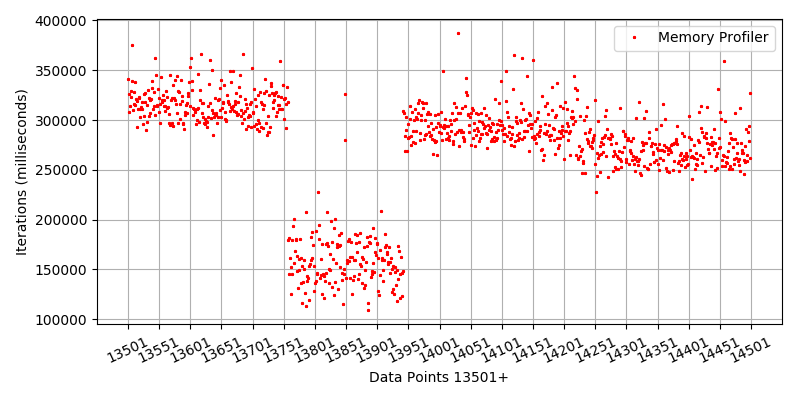 400000
350000
300000
250000
200000
150000
100000
Iterations (milliseconds)
Memory Profiler
13501 13551 13601 13651 13701 13751 13801 13851 13901 13951 14001 14051 14101 14151 14201 14251 14301 14351 14401 14451 14501
Data Points 13501+